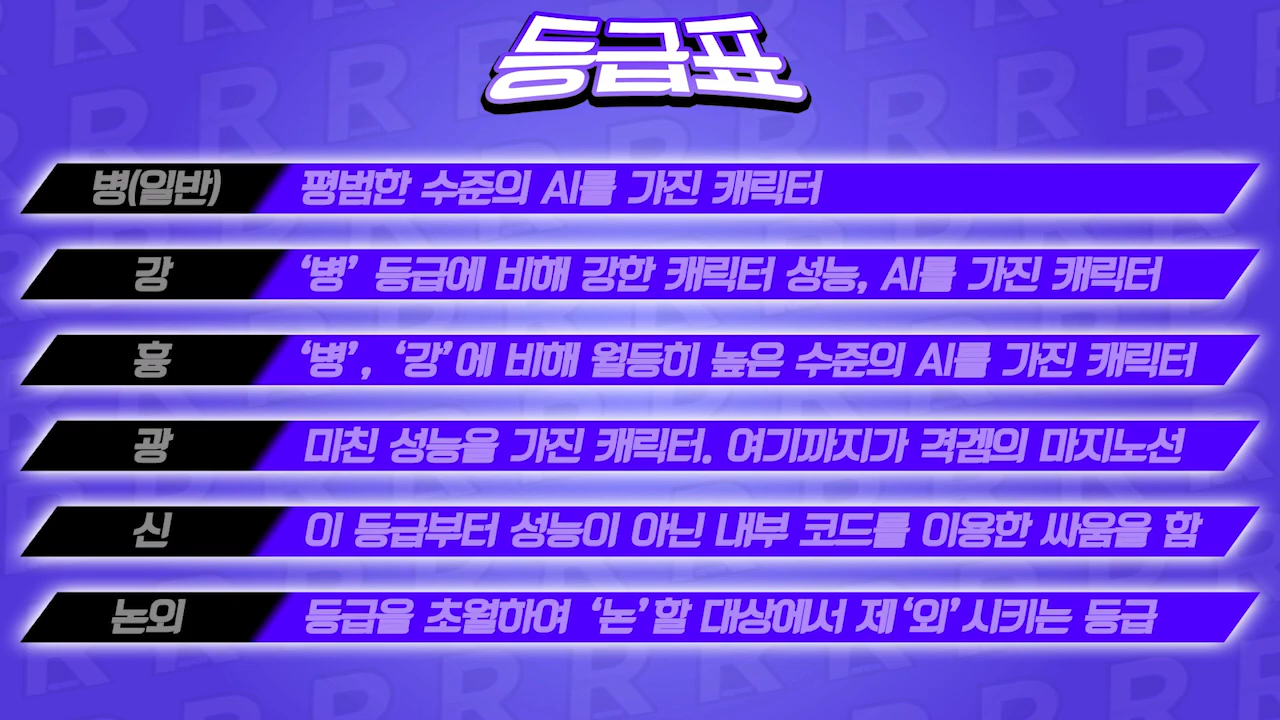 등급표
병(일반) 평범한 수준의 AI를 가진 캐릭터
강 ‘병’ 등급에 비해 강한 캐릭터 성능, AI를 가진 캐릭터
흉 ‘병’, ‘강’에 비해 월등히 높은 수준의 AI를 가진 캐릭터
광 미친 성능을 가진 캐릭터. 여기까지가 격겜의 마지노선
신 이 등급부터 성능이 아닌 내부 코드를 이용한 싸움을 함
논외 등급을 초월하여 ‘논’할 대상에서 제‘외’시키는 등급